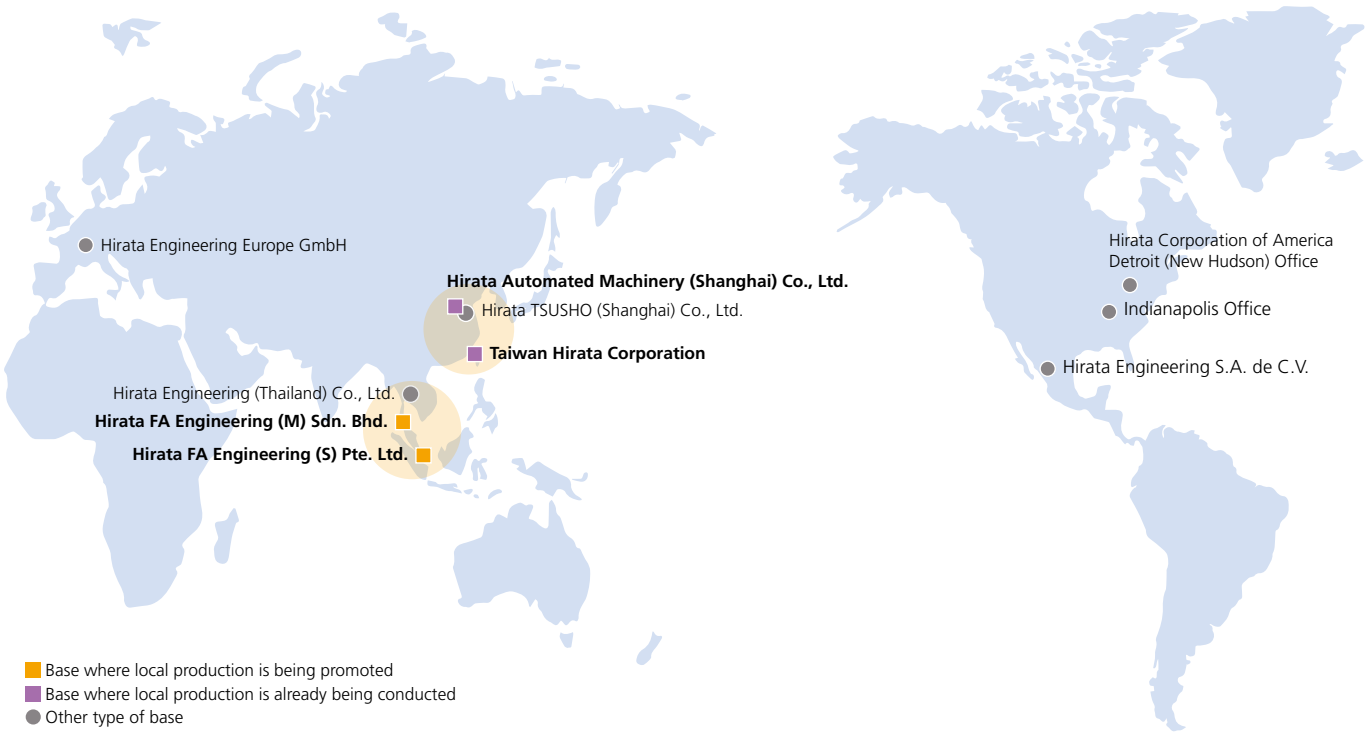 Hirata Engineering Europe GmbH
Hirata Automated Machinery (Shanghai) Co., Ltd.
Hirata TSUSHO (Shanghai) Co., Ltd.
Taiwan Hirata Corporation
Hirata Engineering (Thailand) Co., Ltd.
Hirata FA Engineering (M) Sdn. Bhd.
Hirata FA Engineering (S) Pte. Ltd.
Hirata Corporation of America
Detroit (New Hudson) Office
Indianapolis Office
Hirata Engineering S.A. de C.V.
Base where local production is being promoted
Base where local production is already being conducted
Other type of base